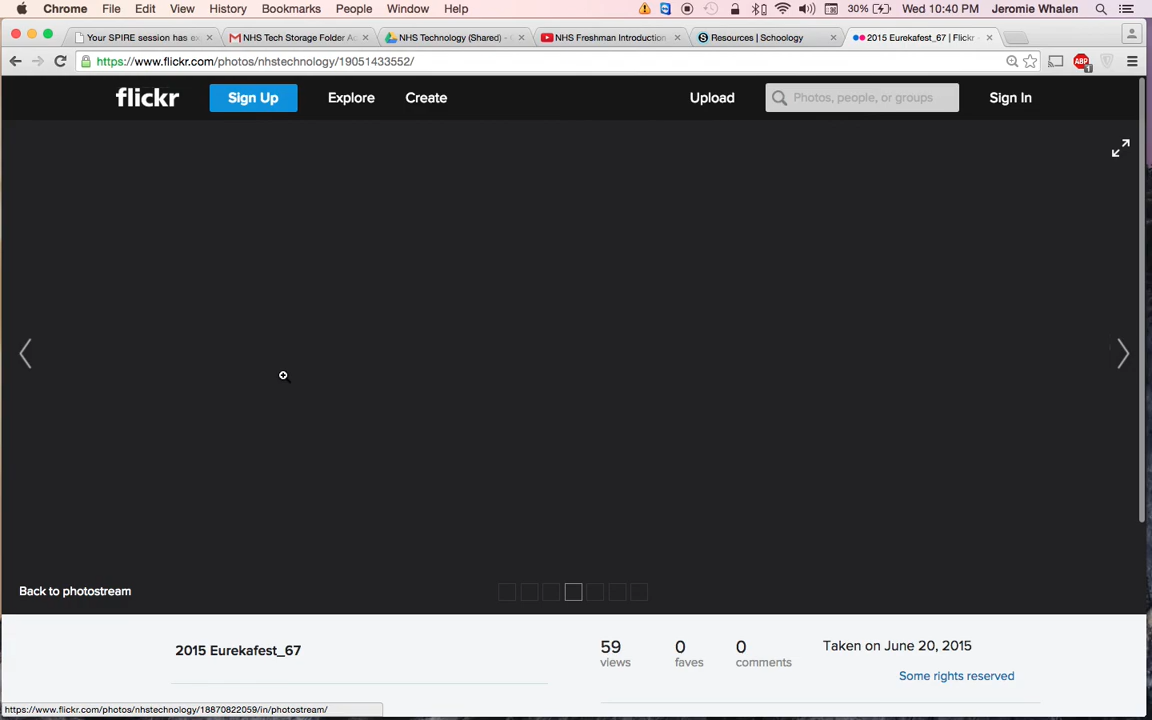 Chrome File Edit View History Bookmarks People Window Help 30% Wed 10:40 PM Jeromie Whalen
Your SPIRE session has ex NHS Tech Storage Folder Ac NHS Technology (Shared) - G NHS Freshman Introduction Resources | Schoology 2015 Eurekafest_67 | Flickr
https://www.flickr.com/photos/nhstechnology/19051433552/ ABP 1
flickr Sign Up Explore Create Upload Photos, people, or groups Sign In
Back to photostream
2015 Eurekafest_67
59 views
0 faves
0 comments
Taken on June 20, 2015
Some rights reserved
https://www.flickr.com/photos/nhstechnology/18870822059/in/photostream/